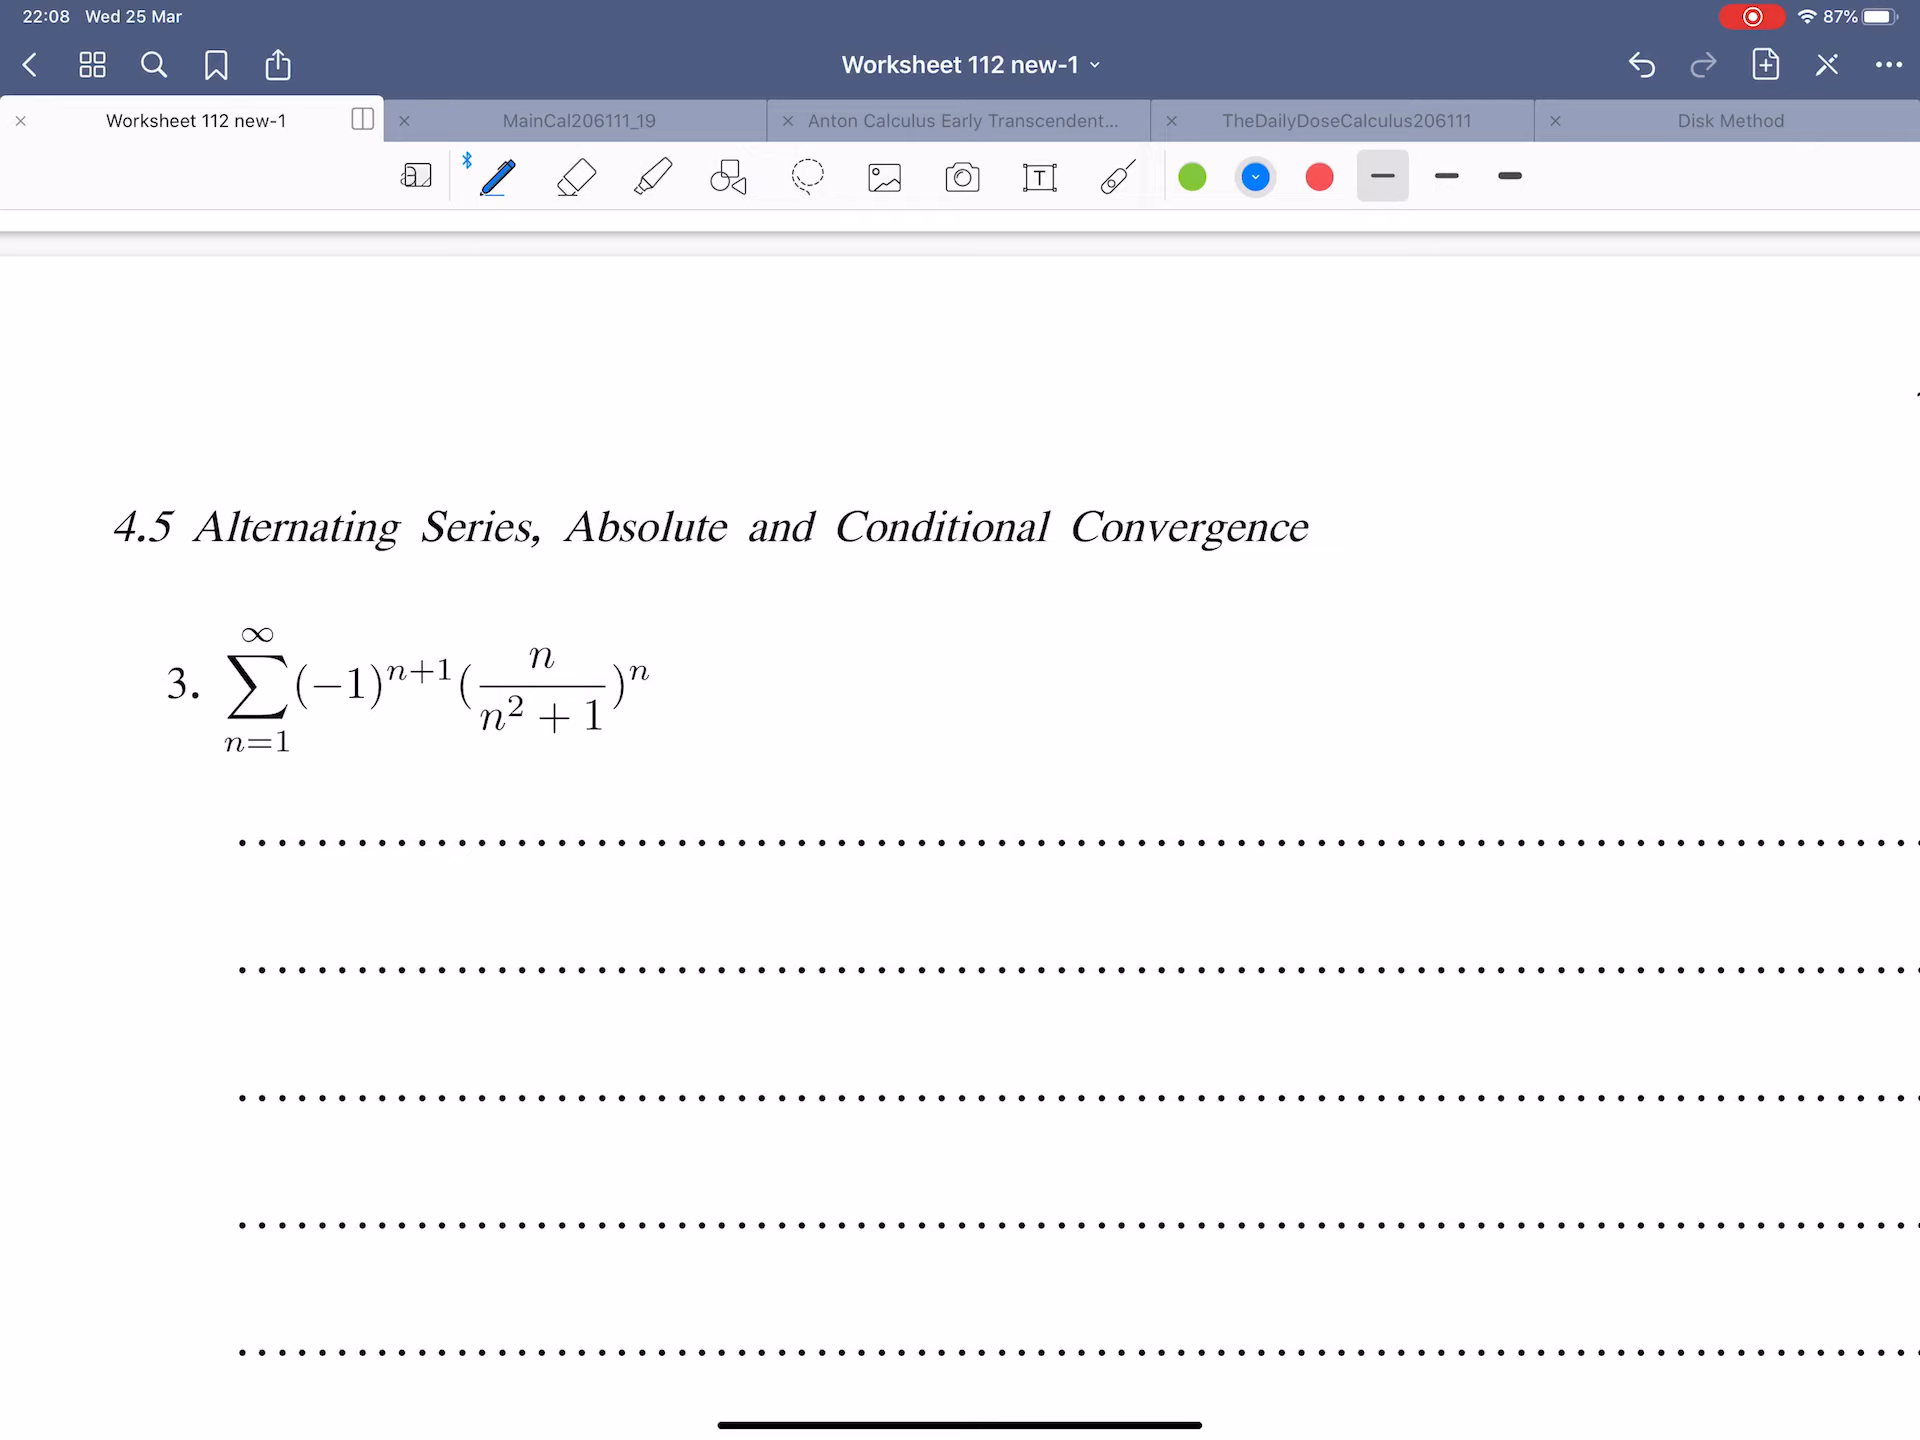 22:08 Wed 25 Mar
87%
Worksheet 112 new-1
Worksheet 112 new-1
MainCal206111_19
Anton Calculus Early Transcendent...
TheDailyDoseCalculus206111
Disk Method
4.5 Alternating Series, Absolute and Conditional Convergence
3. \sum_{n=1}^{\infty} (-1)^{n+1} (\frac{n}{n^2+1})^n